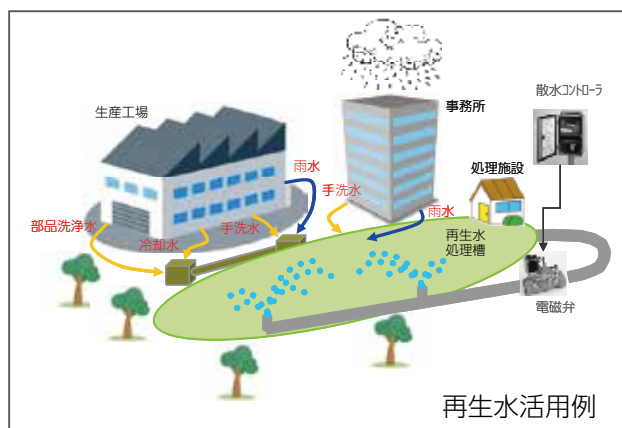 生産工場
事務所
散水コントローラ
処理施設
雨水
手洗水
部品洗浄水
冷却水
手洗水
雨水
再生水
処理槽
電磁弁
再生水活用例